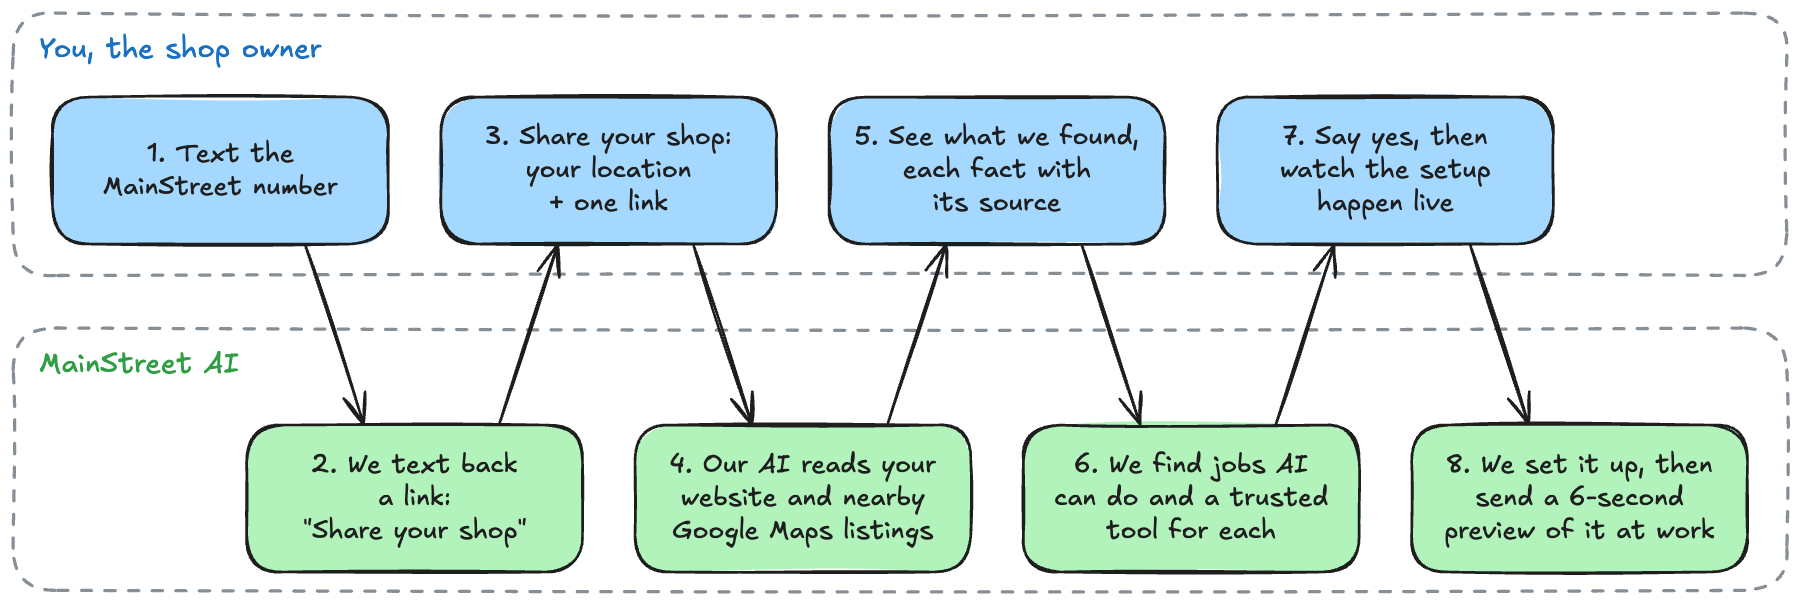 You, the shop owner
1. Text the
MainStreet number
3. Share your shop:
your location
+ one link
5. See what we found,
each fact with
its source
7. Say yes, then
watch the setup
happen live
MainStreet AI
2. We text back
a link:
"Share your shop"
4. Our AI reads your
website and nearby
Google Maps listings
6. We find jobs AI
can do and a trusted
tool for each
8. We set it up, then
send a 6-second
preview of it at work